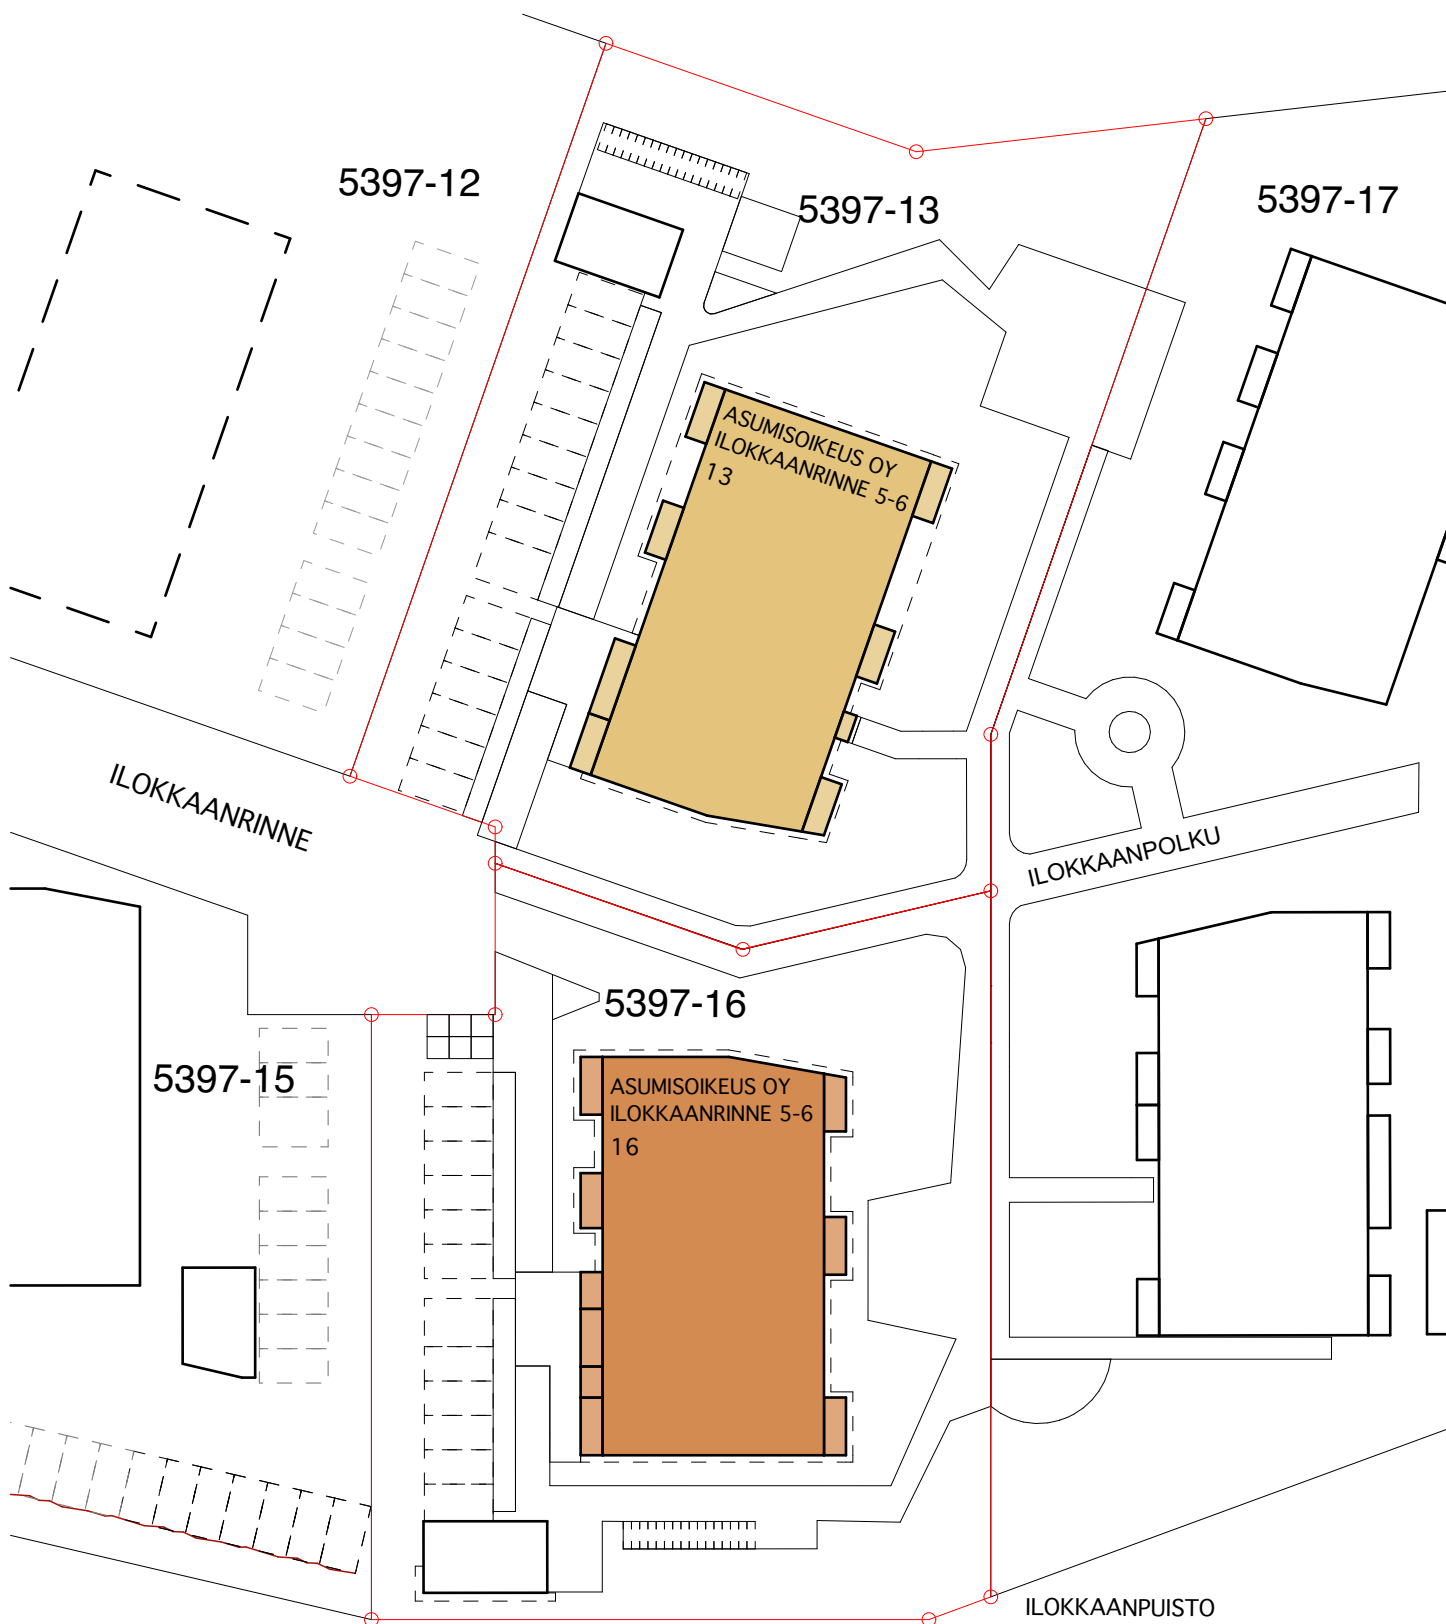 5397-12
5397-13
5397-17
ASUMISOIKEUS OY
ILOKKAANRINNE 5-6
13
ILOKKAANRINNE
ILOKKAANPOLKU
5397-16
5397-15
ASUMISOIKEUS OY
ILOKKAANRINNE 5-6
16
ILOKKAANPUISTO